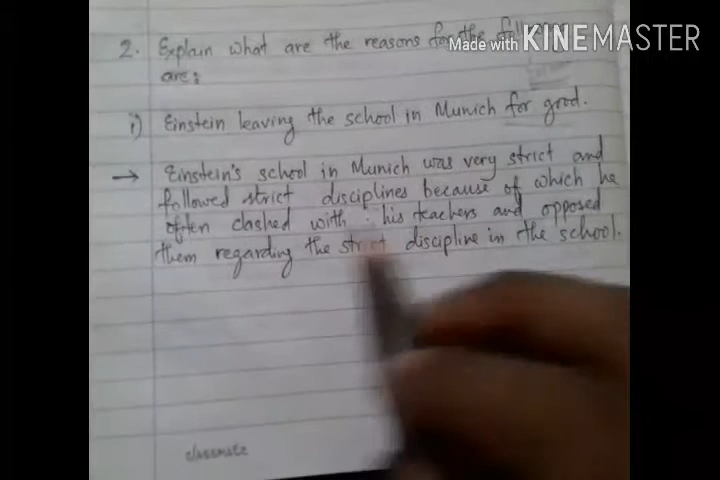 Made with KINEMASTER
2. Explain what are the reasons for the
are:
i) Einstein leaving the school in Munich for good.
→ Einstein's school in Munich was very strict and
followed strict disciplines because of which he
often clashed with his teachers and opposed
them regarding the strict discipline in the school.
classmate